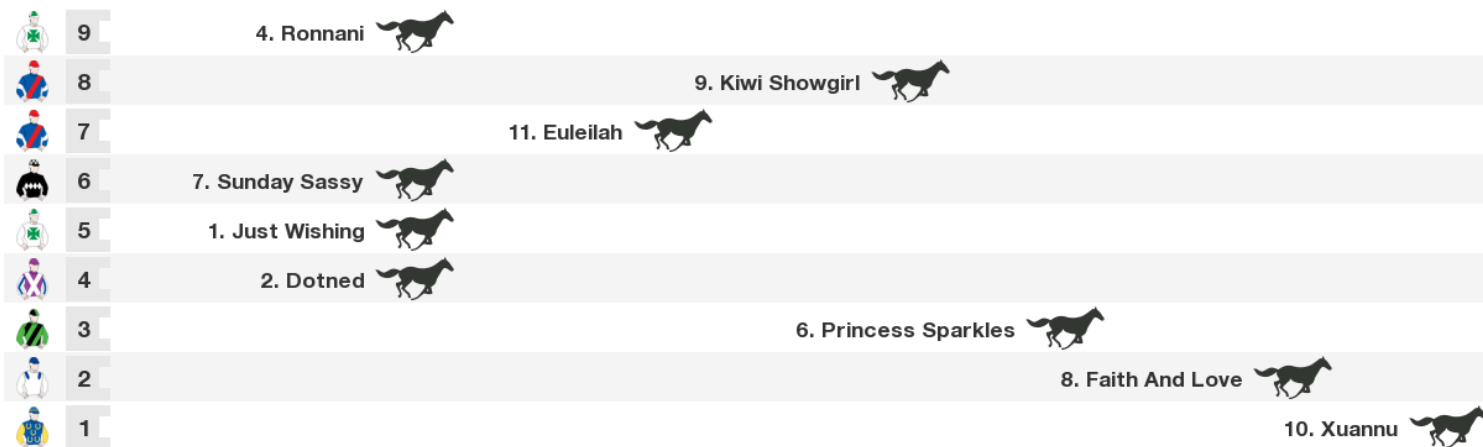 9 4. Ronnani
8 9. Kiwi Showgirl
7 11. Euleilah
6 7. Sunday Sassy
5 1. Just Wishing
4 2. Dotned
3 6. Princess Sparkles
2 8. Faith And Love
1 10. Xuannu